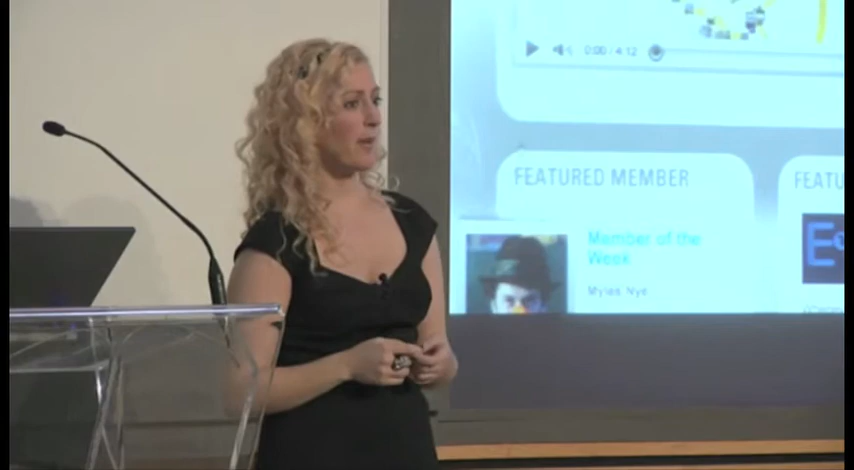 0:00 / 4:12
FEATURED MEMBER
FEATU
Member of the
Week
Myles Nye